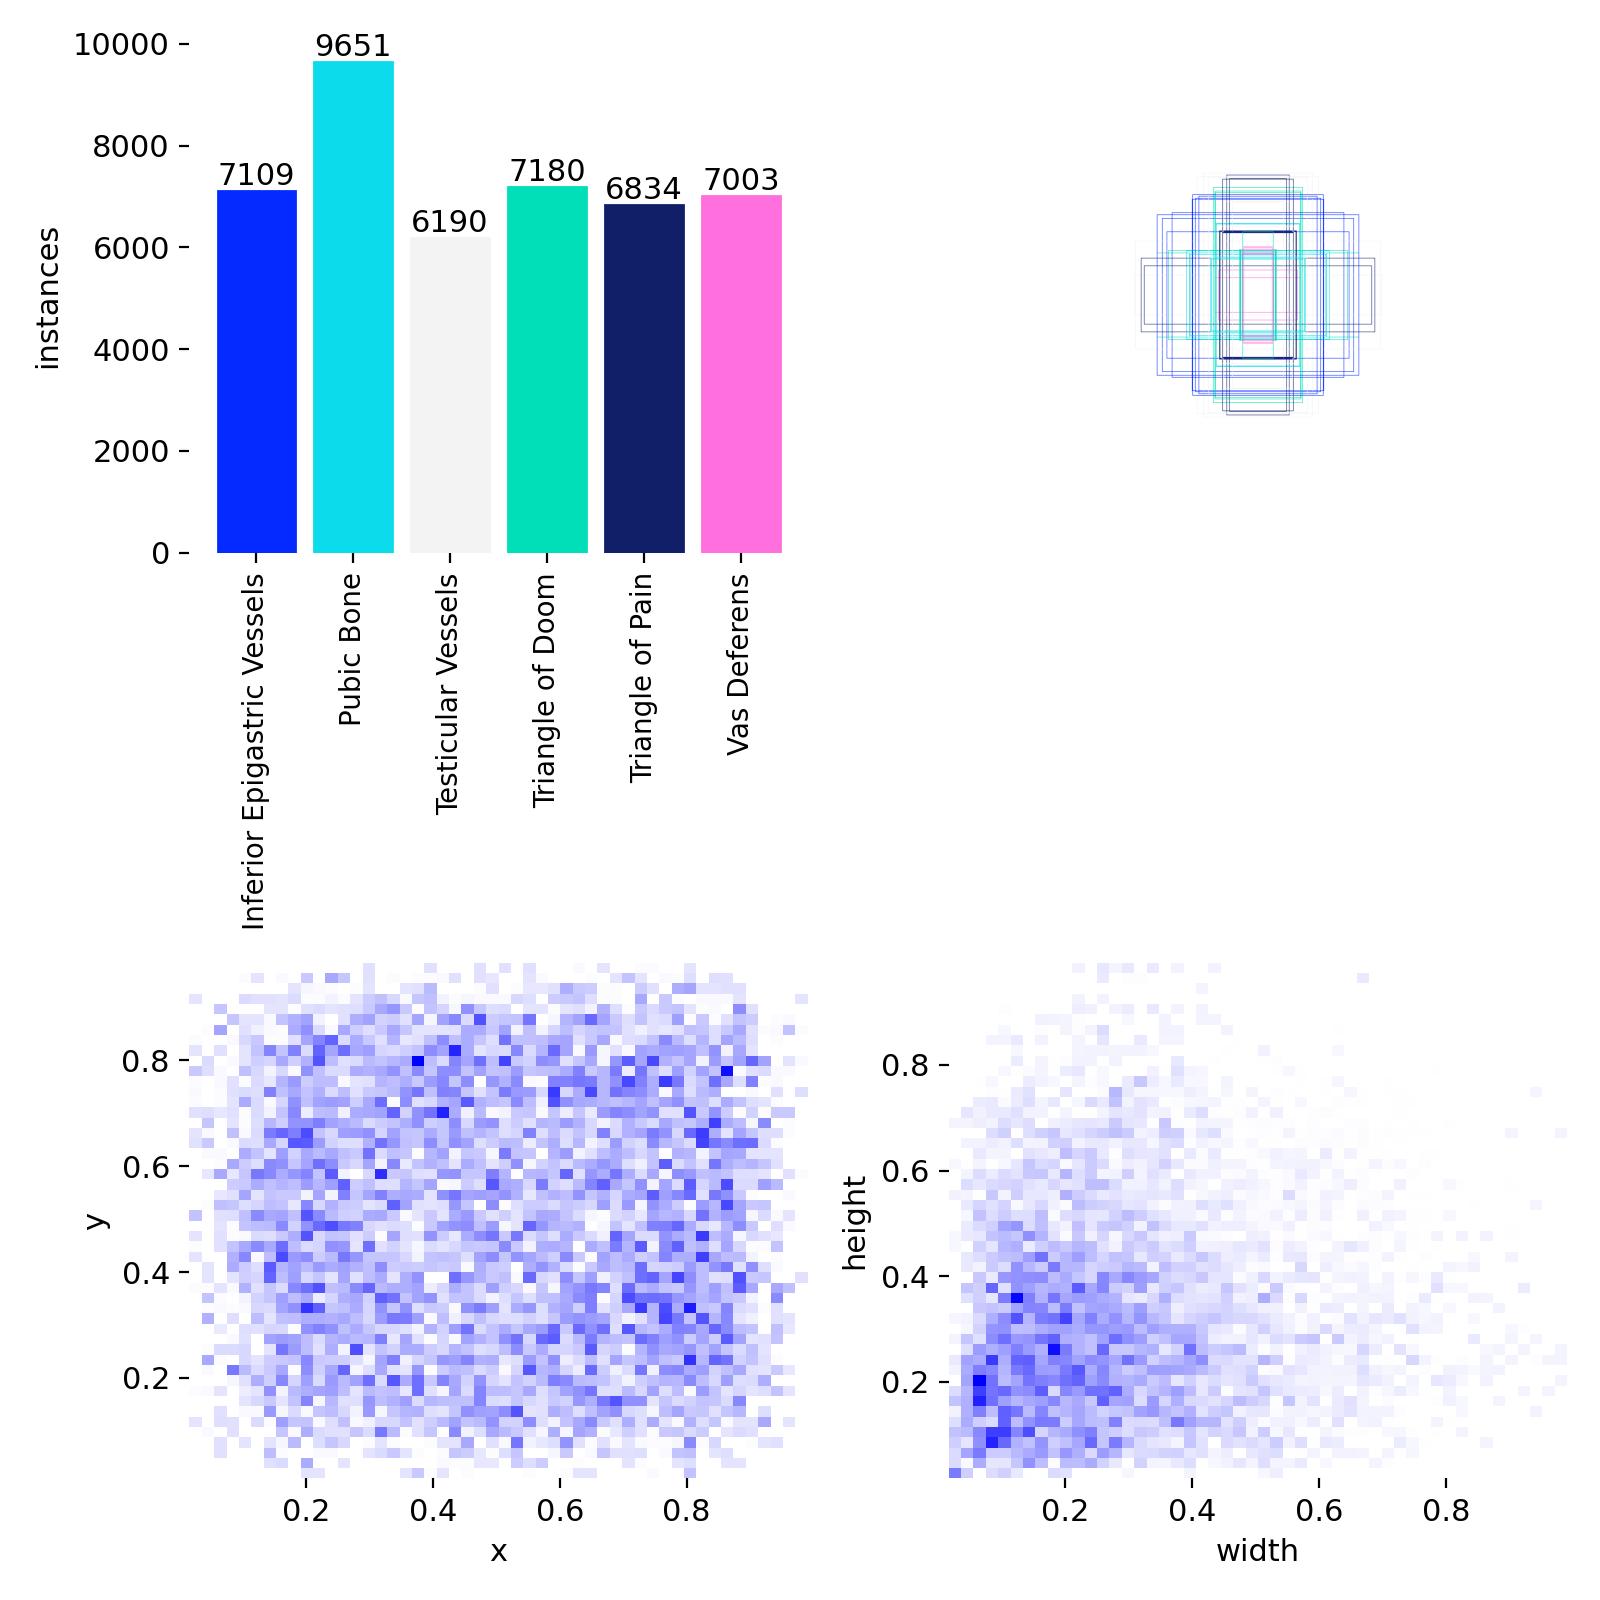 10000
8000
6000
4000
2000
0
instances
7109
9651
6190
7180
6834
7003
Inferior Epigastric Vessels
Pubic Bone
Testicular Vessels
Triangle of Doom
Triangle of Pain
Vas Deferens
0.8
0.6
0.4
0.2
y
0.2
0.4
0.6
0.8
x
0.8
0.6
0.4
0.2
height
0.2
0.4
0.6
0.8
width